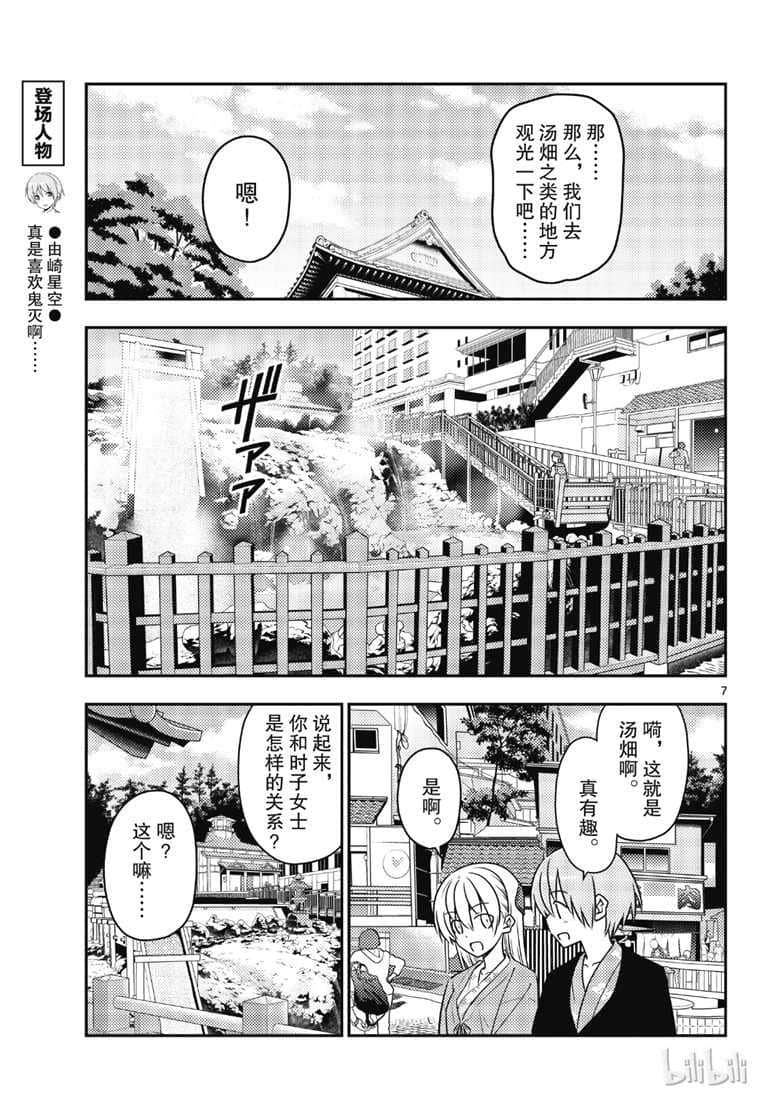 登场人物
●由崎星空●
真是喜欢鬼灭啊……
那……
那么，我们去
汤畑之类的地方
观光一下吧……
嗯！
ザァァァ
7
嗬，这就是
汤畑啊。
真有趣。
是啊。
肉
说起来，
你和时子女士
是怎样的关系？
嗯？
这个嘛……
bilibili